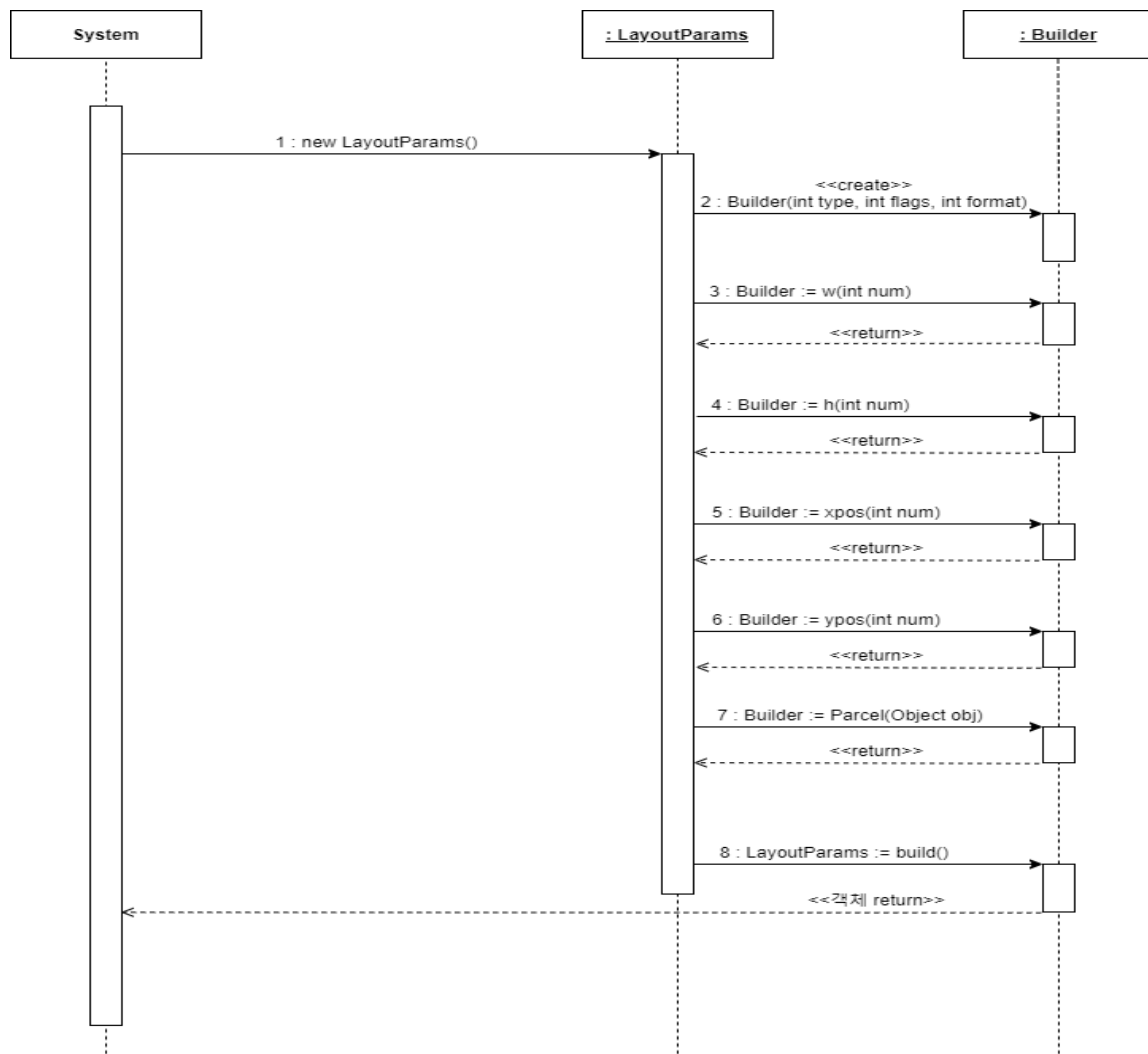 System
: LayoutParams
: Builder
1 : new LayoutParams()
<<create>>
2 : Builder(int type, int flags, int format)
3 : Builder := w(int num)
<<return>>
4 : Builder := h(int num)
<<return>>
5 : Builder := xpos(int num)
<<return>>
6 : Builder := ypos(int num)
<<return>>
7 : Builder := Parcel(Object obj)
<<return>>
8 : LayoutParams := build()
<<객체 return>>